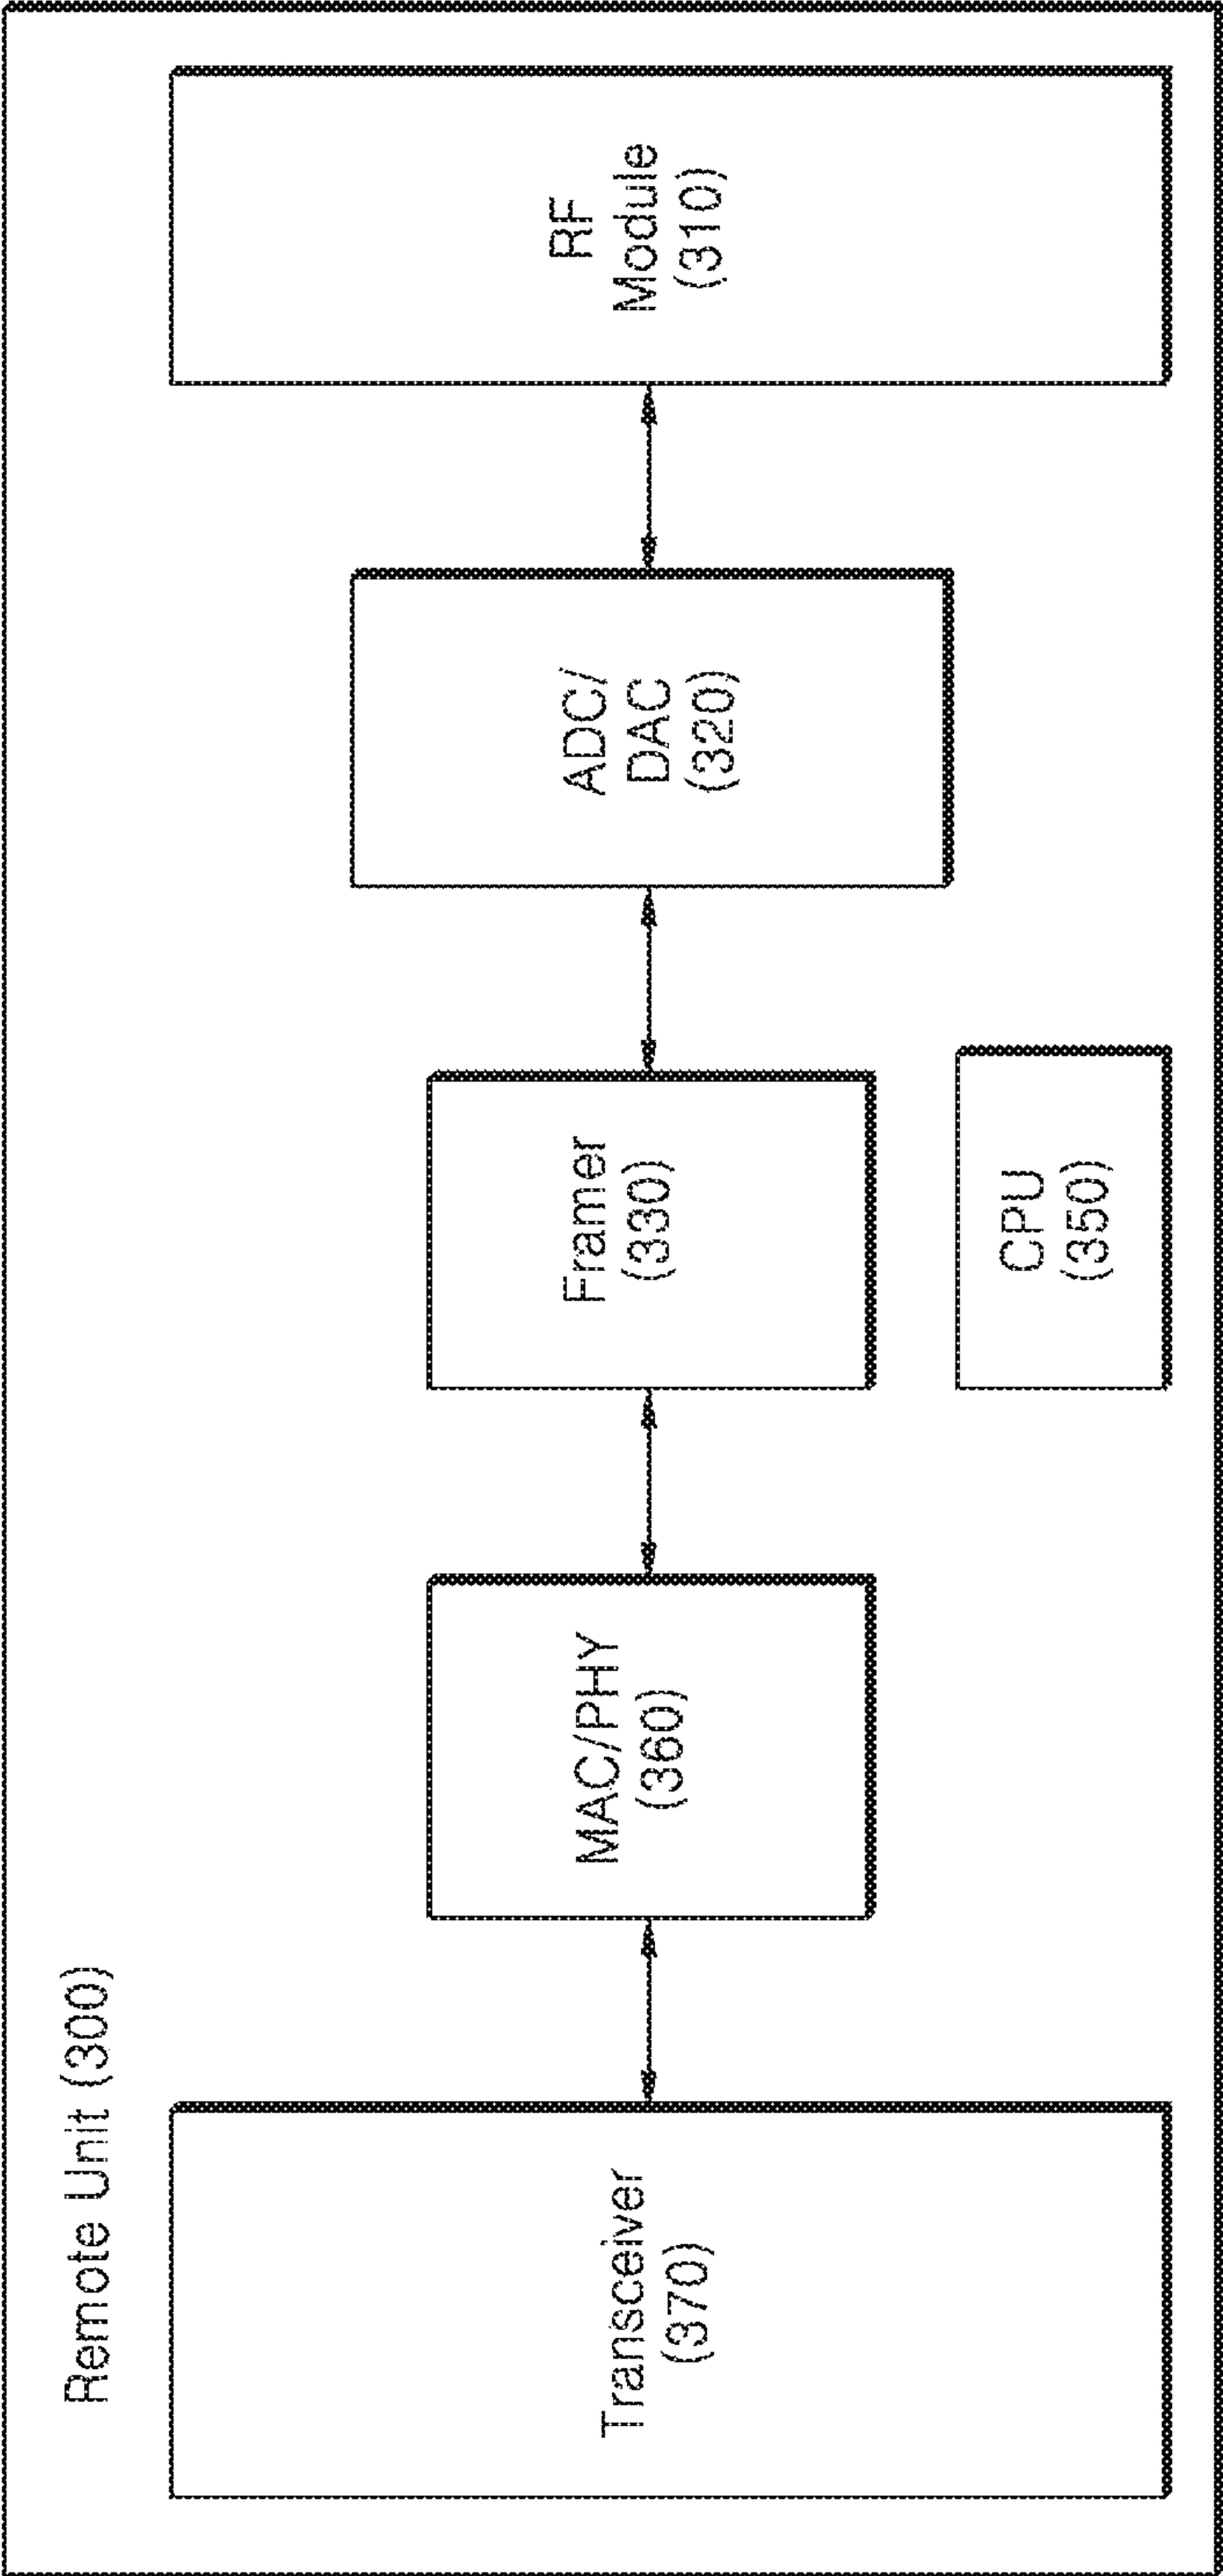 Remote Unit (300)
Transceiver
(370)
MAC/PHY
(360)
Framer
(330)
CPU
(350)
ADC/
DAC
(320)
RF
Module
(310)